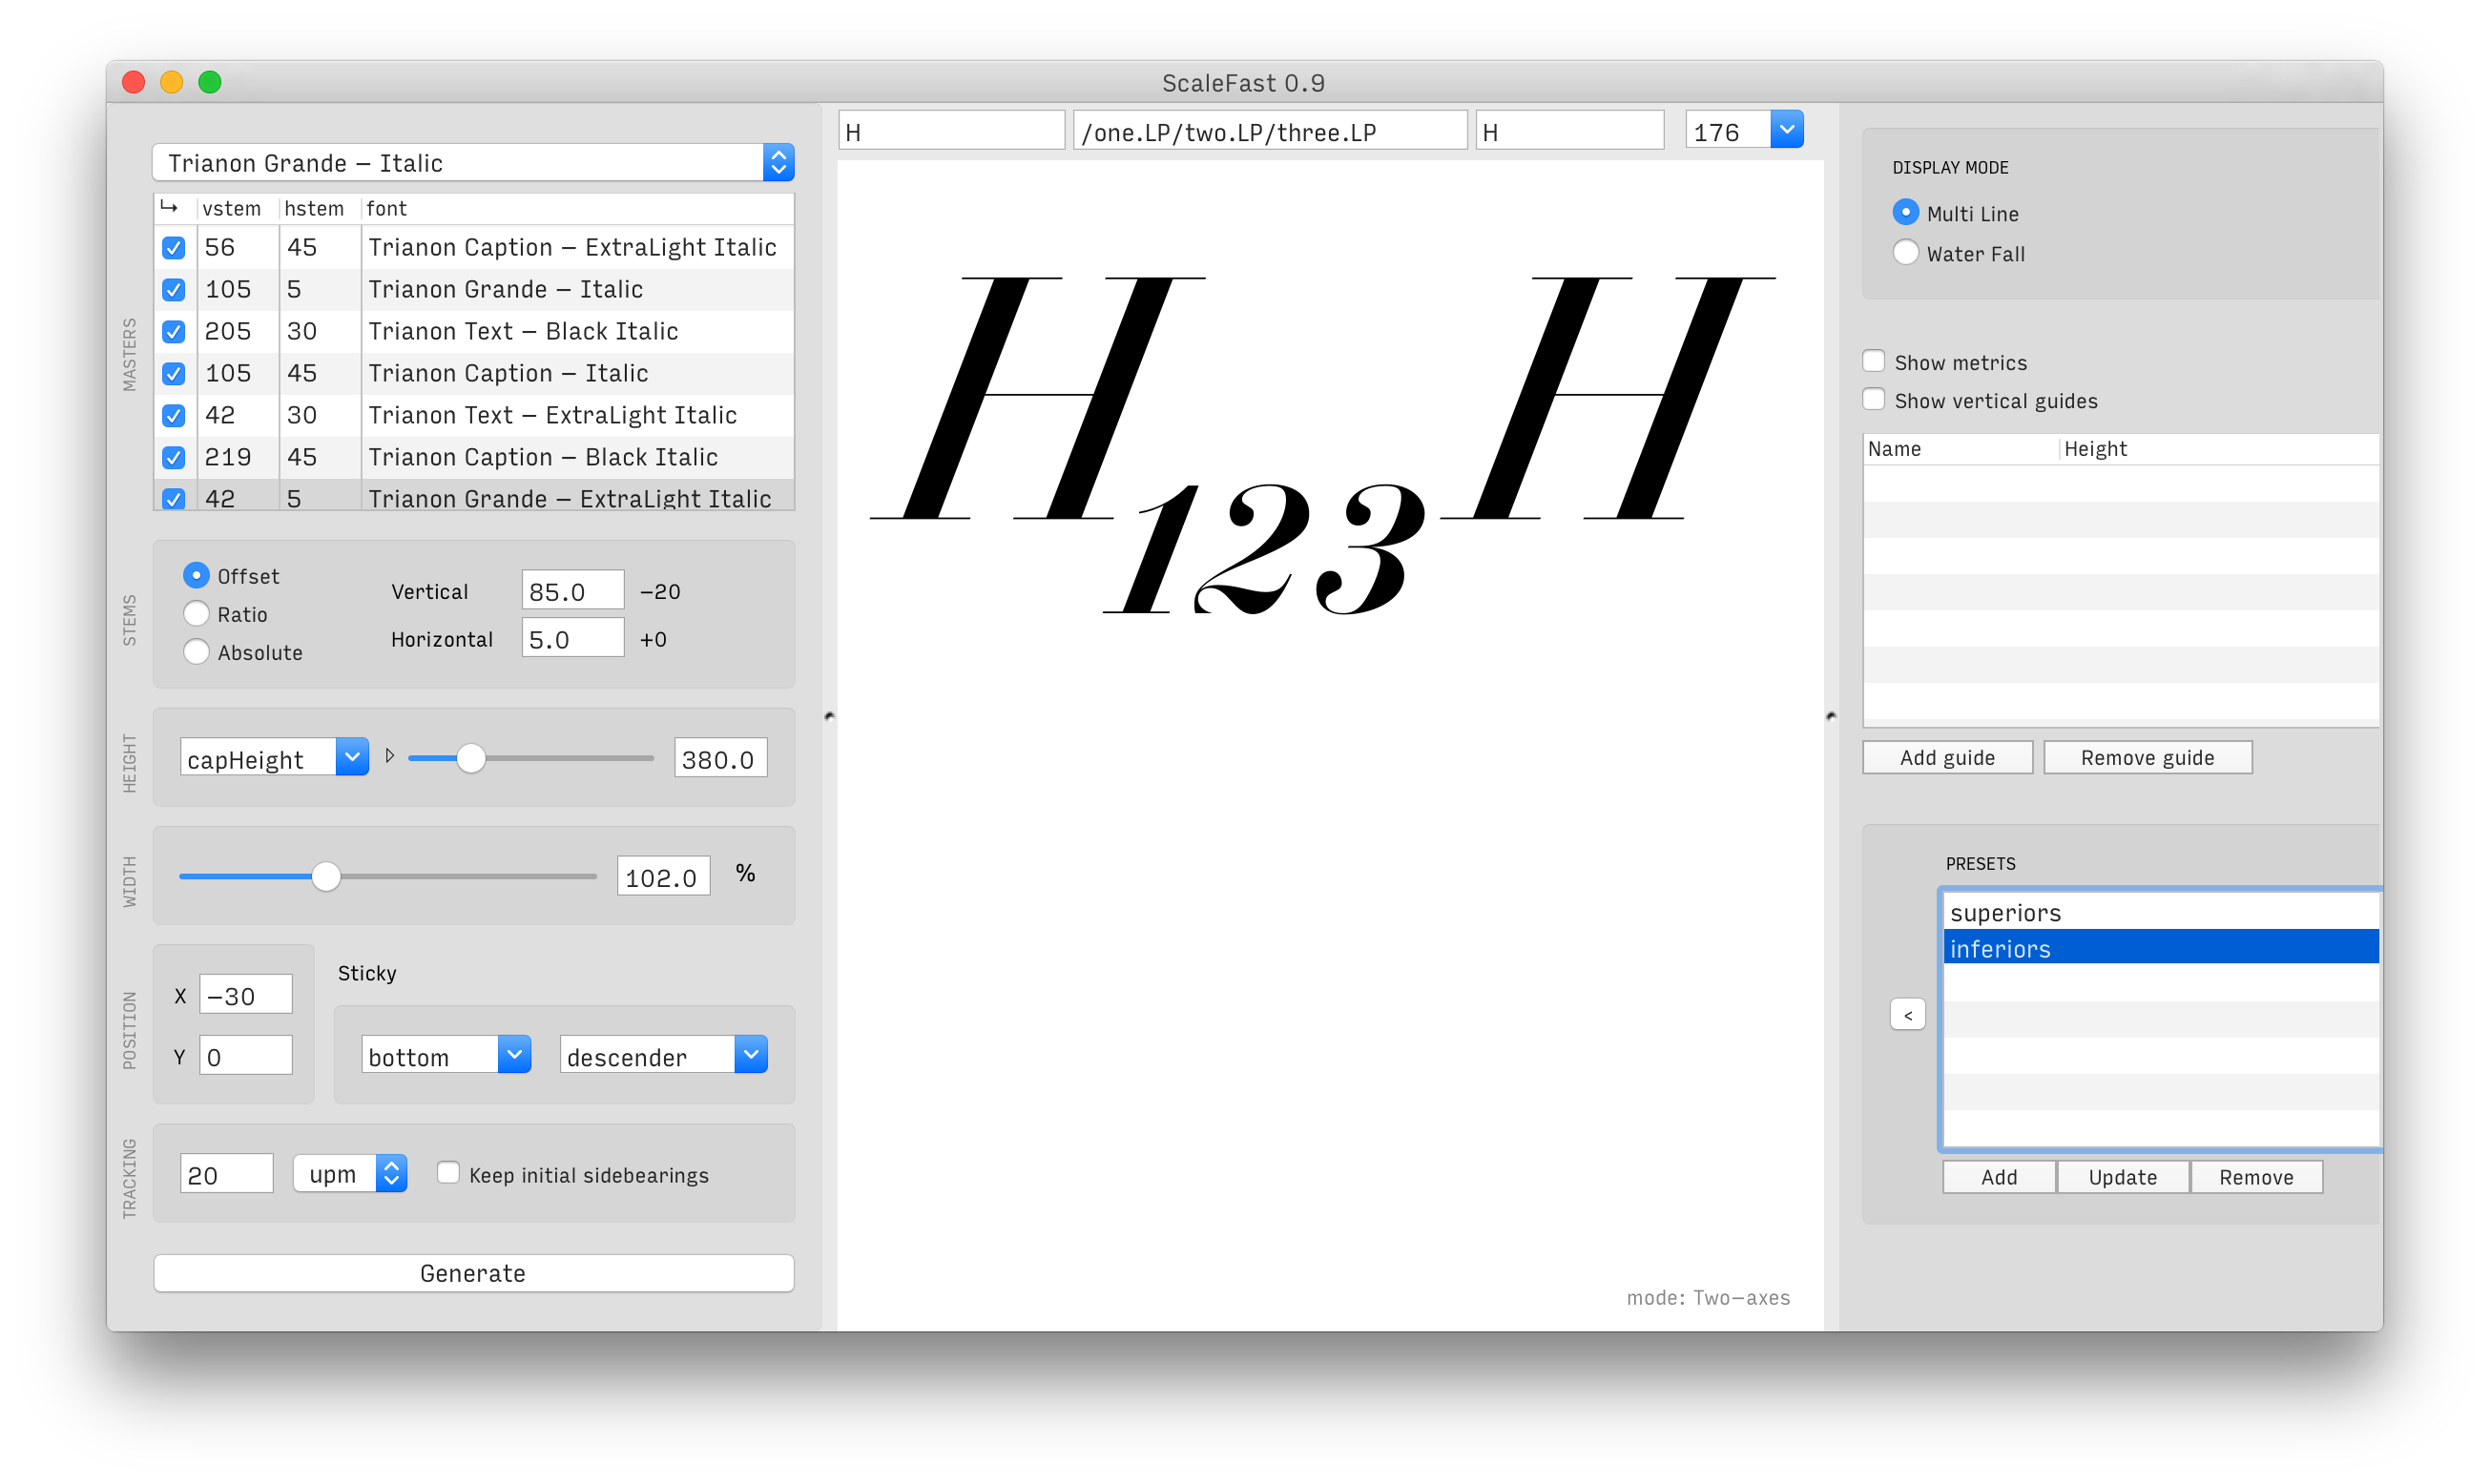 ScaleFast 0.9
Trianon Grande – Italic
vstem hstem font
56 45 Trianon Caption – ExtraLight Italic
105 5 Trianon Grande – Italic
205 30 Trianon Text – Black Italic
105 45 Trianon Caption – Italic
42 30 Trianon Text – ExtraLight Italic
219 45 Trianon Caption – Black Italic
42 5 Trianon Grande – ExtraLight Italic
MASTERS
STEMS
Offset
Ratio
Absolute
Vertical 85.0 –20
Horizontal 5.0 +0
HEIGHT
capHeight 380.0
WIDTH
102.0 %
POSITION
X –30
Y 0
Sticky
bottom descender
TRACKING
20 upm Keep initial sidebearings
Generate
H /one.LP/two.LP/three.LP H 176
H123H
mode: Two–axes
DISPLAY MODE
Multi Line
Water Fall
Show metrics
Show vertical guides
Name Height
Add guide Remove guide
PRESETS
superiors
inferiors
<
Add Update Remove